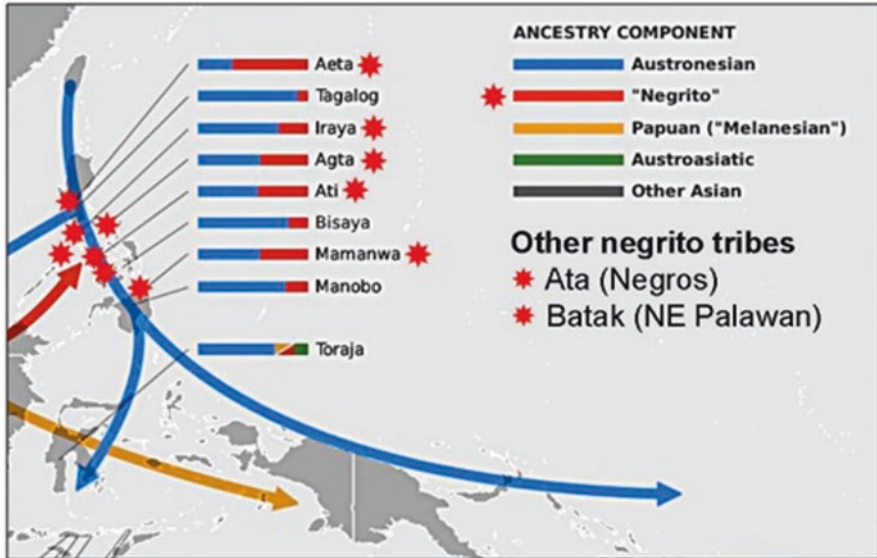 Aeta
Tagalog
Iraya
Agta
Ati
Bisaya
Mamanwa
Manobo
Toraja
ANCESTRY COMPONENT
Austronesian
"Negrito"
Papuan ("Melanesian")
Austroasiatic
Other Asian
Other negrito tribes
Ata (Negros)
Batak (NE Palawan)